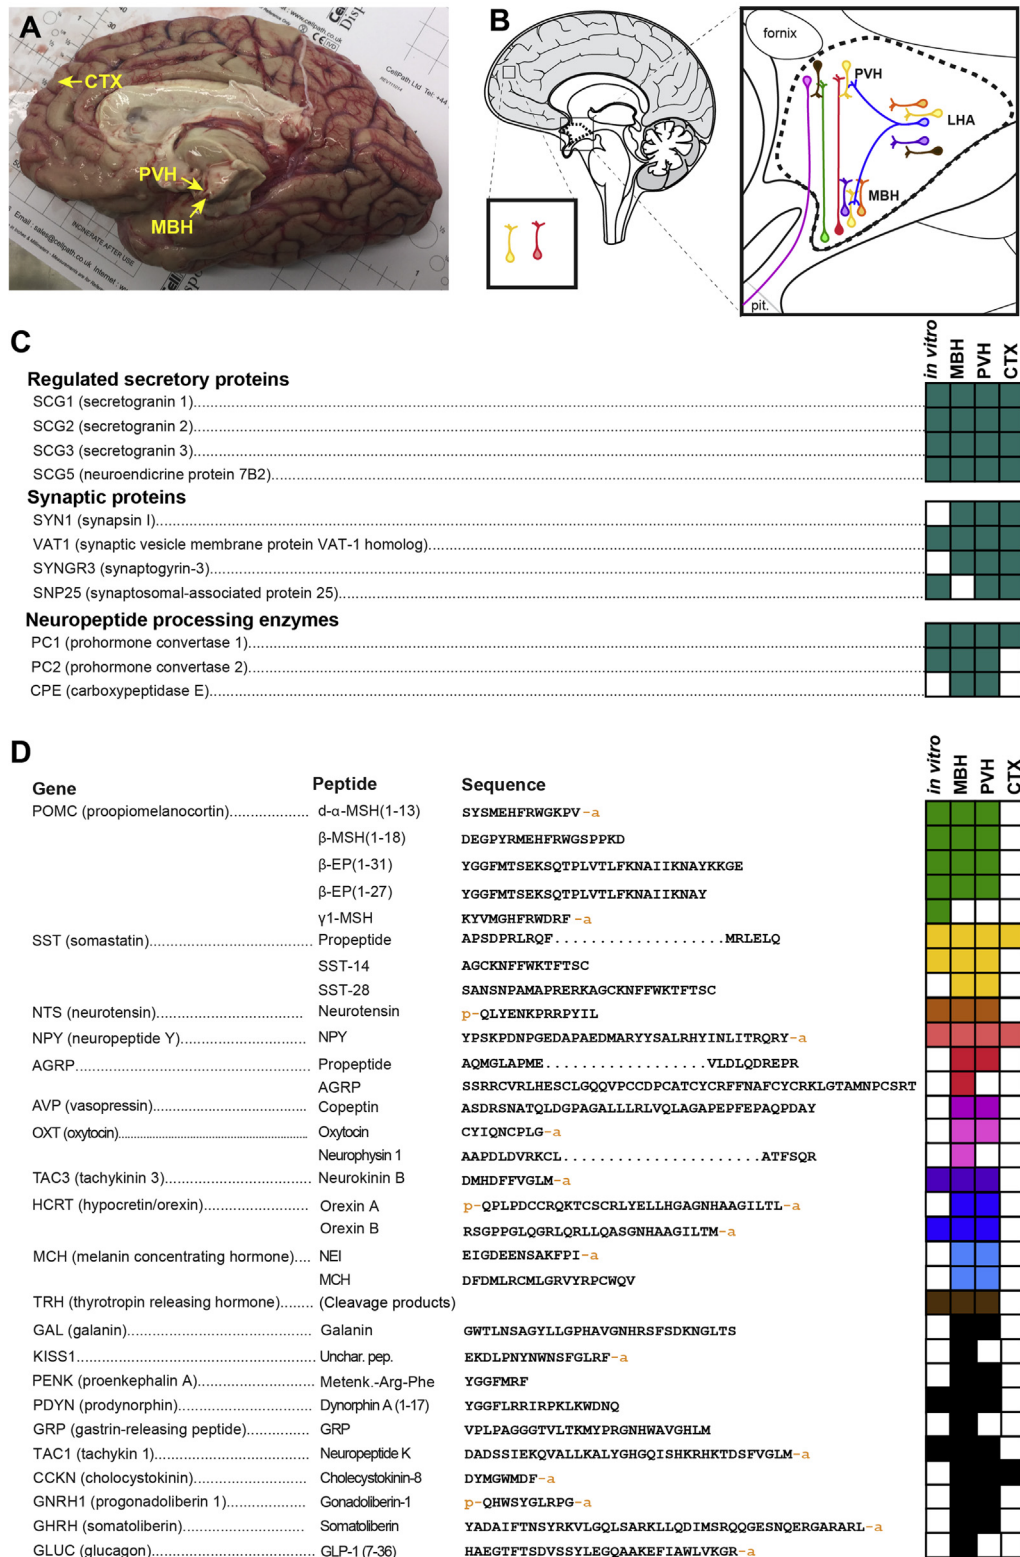 A
CellPath Ltd Tel: +44
CTX
PVH
MBH
INCINERATE AFTER USE
B
fornix
PVH
LHA
MBH
pit.
C
in vitro MBH PVH CTX
Regulated secretory proteins
SCG1 (secretogranin 1)
SCG2 (secretogranin 2)
SCG3 (secretogranin 3)
SCG5 (neuroendicrine protein 7B2)
Synaptic proteins
SYN1 (synapsin I)
VAT1 (synaptic vesicle membrane protein VAT-1 homolog)
SYNGR3 (synaptogyrin-3)
SNP25 (synaptosomal-associated protein 25)
Neuropeptide processing enzymes
PC1 (prohormone convertase 1)
PC2 (prohormone convertase 2)
CPE (carboxypeptidase E)
D
in vitro MBH PVH CTX
Gene Peptide Sequence
POMC (proopiomelanocortin) d-α-MSH(1-13) SYSMEHFRWGKPV-a
β-MSH(1-18) DEGPYRMEHFRWGSPPKD
β-EP(1-31) YGGFMTSEKSQTPLVTLFKNAIIKNAYKKGE
β-EP(1-27) YGGFMTSEKSQTPLVTLFKNAIIKNAY
γ1-MSH KYVMGHFRWDRF-a
SST (somastatin) Propeptide APSDPRLRQF...................MRLELQ
SST-14 AGCKNFFWKTFTSC
SST-28 SANSNPAMAPRERKAGCKNFFWKTFTSC
NTS (neurotensin) Neurotensin p-QLYENKPRRPYIL
NPY (neuropeptide Y) NPY YPSKPDNPGEDAPAEDMARYYSALRHYINLITRQRY-a
AGRP Propeptide AQMGLAPME..................VLDLQDREPR
AGRP SSRRCVRLHESCLGQQVPCCDPCATCYCRFFNAFCYCRKLGTAMNPCSRT
AVP (vasopressin) Copeptin ASDRSNATQLDGPAGALLLRLVQLAGAPEPFEPAQPDAY
OXT (oxytocin) Oxytocin CYIQNCPLG-a
Neurophysin 1 AAPDLDVRKCL......................ATFSQR
TAC3 (tachykinin 3) Neurokinin B DMHDFFVGLM-a
HCRT (hypocretin/orexin) Orexin A p-QPLPDCCRQKTCSCRLYELLHGAGNHAAGILTL-a
Orexin B RSGPPGLQGRLQRLLQASGNHAAGILTM-a
MCH (melanin concentrating hormone).... NEI EIGDEENSAKFPI-a
MCH DFDMLRCMLGRVYRPCWQV
TRH (thyrotropin releasing hormone)........ (Cleavage products)
GAL (galanin) Galanin GWTLNSAGYLLGPHAVGNHRSFSDKNGLTS
KISS1 Unchar. pep. EKDLPNYNWNSFGLRF-a
PENK (proenkephalin A) Metenk.-Arg-Phe YGGFMRF
PDYN (prodynorphin) Dynorphin A (1-17) YGGFLRRIRPKLKWDNQ
GRP (gastrin-releasing peptide) GRP VPLPAGGGTVLTKMYPRGNHWAVGHLM
TAC1 (tachykin 1) Neuropeptide K DADSSIEKQVALLKALYGHGQISHKRHKTDSFVGLM-a
CCKN (cholocystokinin) Cholecystokinin-8 DYMGWMDF-a
GNRH1 (progonadoliberin 1) Gonadoliberin-1 p-QHWSYGLRPG-a
GHRH (somatoliberin) Somatoliberin YADAIFTNSYRKVLGQLSARKLLQDIMSRQQGESNQERGARARL-a
GLUC (glucagon) GLP-1 (7-36) HAEGTFTSDVSSYLEGQAAKEFIAWLVKGR-a